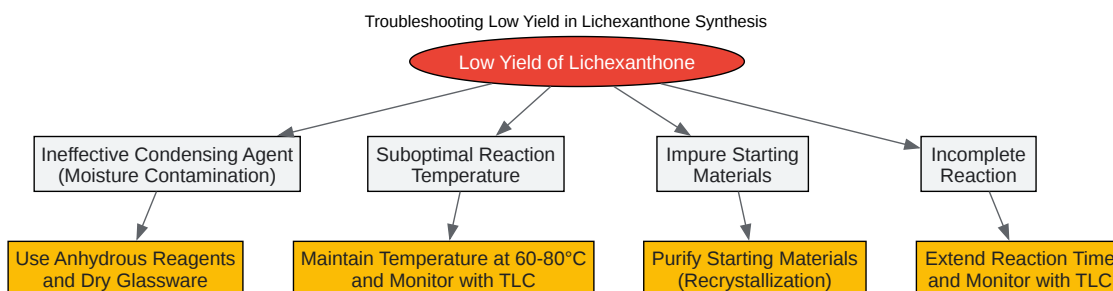 Troubleshooting Low Yield in Lichexanthone Synthesis
Low Yield of Lichexanthone
Ineffective Condensing Agent
(Moisture Contamination)
Suboptimal Reaction
Temperature
Impure Starting
Materials
Incomplete
Reaction
Use Anhydrous Reagents
and Dry Glassware
Maintain Temperature at 60-80°C
and Monitor with TLC
Purify Starting Materials
(Recrystallization)
Extend Reaction Time
and Monitor with TLC